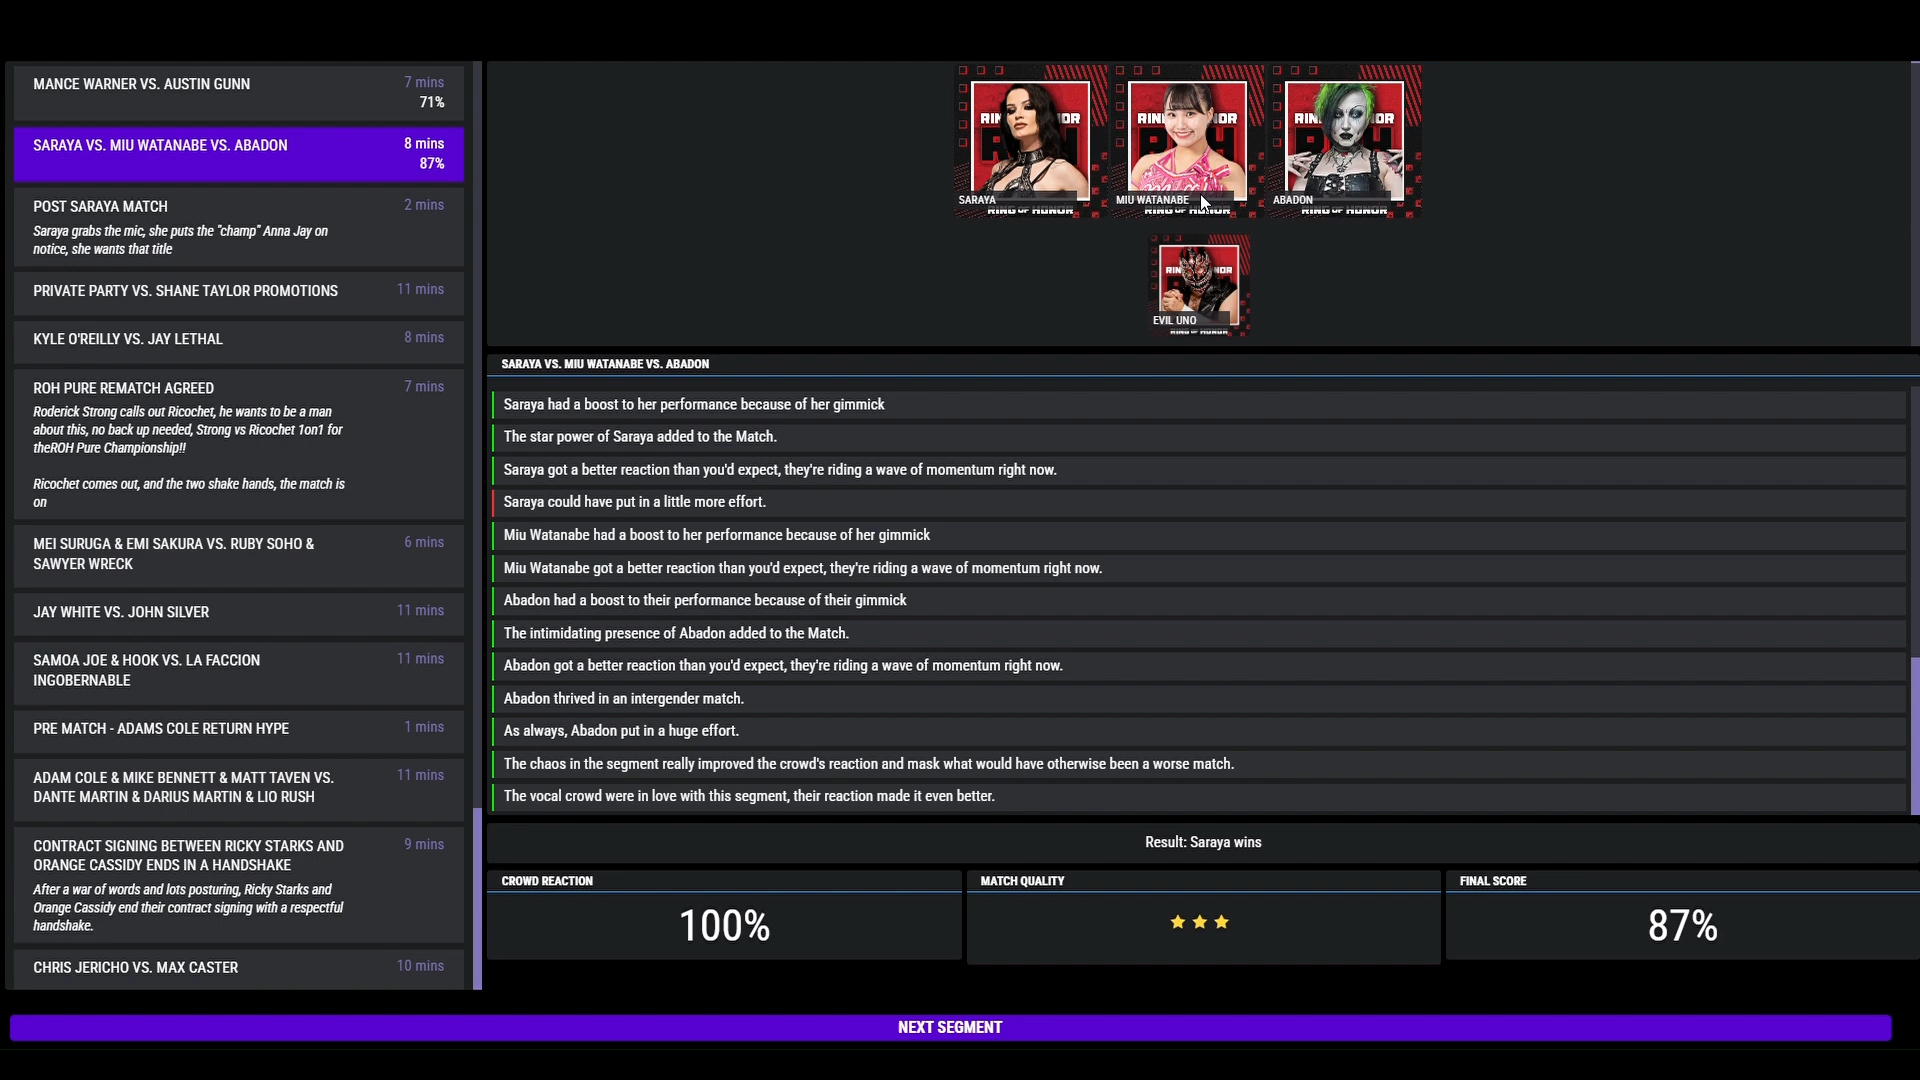 MANCE WARNER VS. AUSTIN GUNN
7 mins
71%
SARAYA VS. MIU WATANABE VS. ABADON
8 mins
87%
POST SARAYA MATCH
2 mins
Saraya grabs the mic, she puts the "champ" Anna Jay on
notice, she wants that title
PRIVATE PARTY VS. SHANE TAYLOR PROMOTIONS
11 mins
KYLE O'REILLY VS. JAY LETHAL
8 mins
ROH PURE REMATCH AGREED
7 mins
Roderick Strong calls out Ricochet, he wants to be a man
about this, no back up needed, Strong vs Ricochet 1on1 for
theROH Pure Championship!!
Ricochet comes out, and the two shake hands, the match is
on
MEI SURUGA & EMI SAKURA VS. RUBY SOHO &
SAWYER WRECK
6 mins
JAY WHITE VS. JOHN SILVER
11 mins
SAMOA JOE & HOOK VS. LA FACCION
INGOBERNABLE
11 mins
PRE MATCH - ADAMS COLE RETURN HYPE
1 mins
ADAM COLE & MIKE BENNETT & MATT TAVEN VS.
DANTE MARTIN & DARIUS MARTIN & LIO RUSH
11 mins
CONTRACT SIGNING BETWEEN RICKY STARKS AND
ORANGE CASSIDY ENDS IN A HANDSHAKE
9 mins
After a war of words and lots posturing, Ricky Starks and
Orange Cassidy end their contract signing with a respectful
handshake.
CHRIS JERICHO VS. MAX CASTER
10 mins
SARAYA
RING OF HONOR
MIU WATANABE
RING OF HONOR
ABADON
RING OF HONOR
EVIL UNO
RING OF HONOR
SARAYA VS. MIU WATANABE VS. ABADON
Saraya had a boost to her performance because of her gimmick
The star power of Saraya added to the Match.
Saraya got a better reaction than you'd expect, they're riding a wave of momentum right now.
Saraya could have put in a little more effort.
Miu Watanabe had a boost to her performance because of her gimmick
Miu Watanabe got a better reaction than you'd expect, they're riding a wave of momentum right now.
Abadon had a boost to their performance because of their gimmick
The intimidating presence of Abadon added to the Match.
Abadon got a better reaction than you'd expect, they're riding a wave of momentum right now.
Abadon thrived in an intergender match.
As always, Abadon put in a huge effort.
The chaos in the segment really improved the crowd's reaction and mask what would have otherwise been a worse match.
The vocal crowd were in love with this segment, their reaction made it even better.
Result: Saraya wins
CROWD REACTION
100%
MATCH QUALITY
FINAL SCORE
87%
NEXT SEGMENT